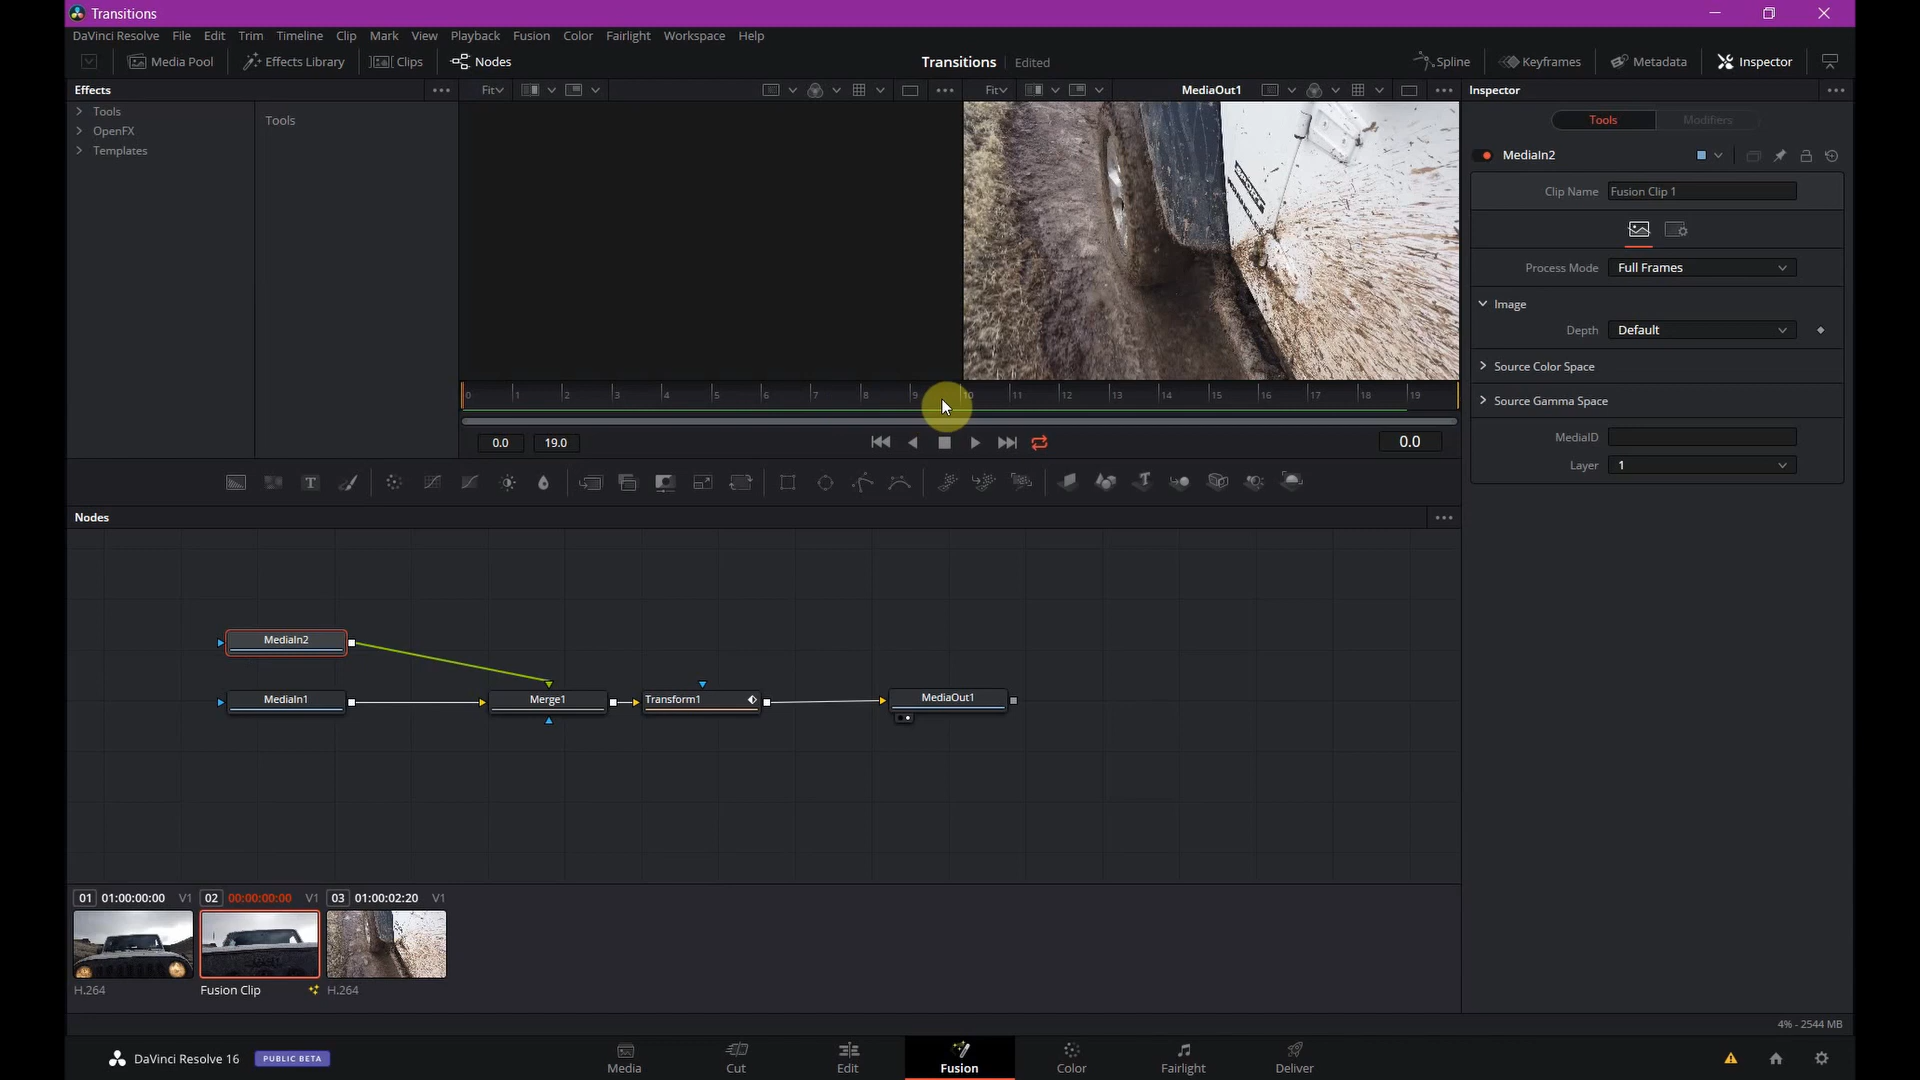 Transitions
DaVinci Resolve File Edit Trim Timeline Clip Mark View Playback Fusion Color Fairlight Workspace Help
Media Pool Effects Library Clips Nodes Transitions Edited Spline Keyframes Metadata Inspector
Effects Fit Fit MediaOut1 Inspector
Tools
OpenFX
Templates
Tools
Tools Modifiers
MediaIn2
Clip Name Fusion Clip 1
Process Mode Full Frames
Image
Depth Default
Source Color Space
Source Gamma Space
MediaID
Layer 1
0 1 2 3 4 5 6 7 8 9 10 11 12 13 14 15 16 17 18 19
0.0 19.0 0.0
Nodes
MediaIn2
MediaIn1 Merge1 Transform1 MediaOut1
01 01:00:00:00 V1 02 00:00:00:00 V1 03 01:00:02:20 V1
H.264 Fusion Clip H.264
4% - 2544 MB
DaVinci Resolve 16 PUBLIC BETA
Media Cut Edit Fusion Color Fairlight Deliver